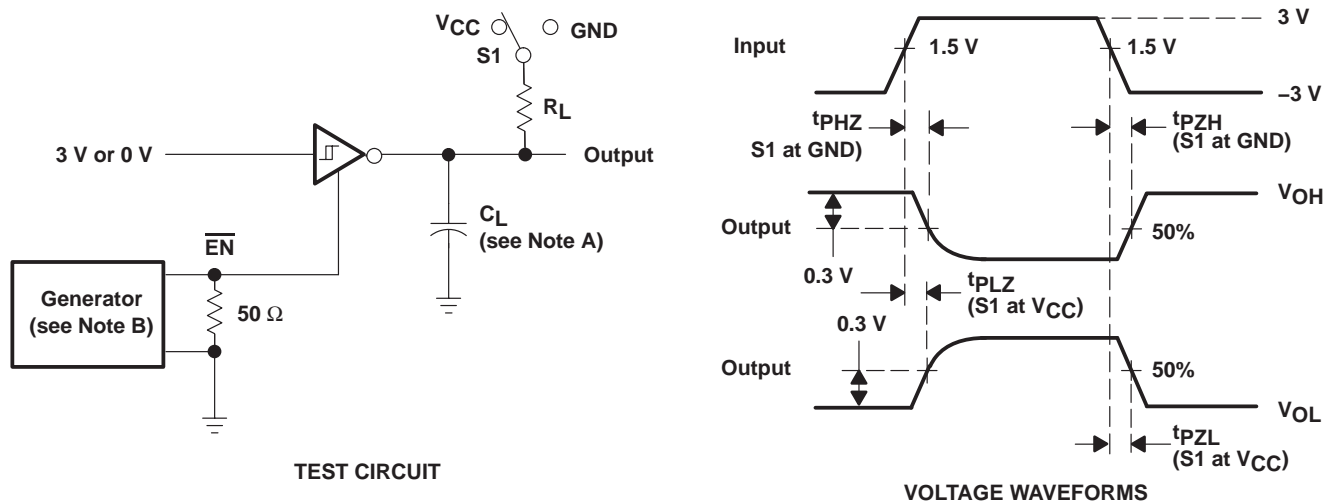 VCC
GND
S1
RL
3 V or 0 V
Output
CL
(see Note A)
EN
Generator
(see Note B)
50 Ω
TEST CIRCUIT
3 V
Input
1.5 V
1.5 V
–3 V
tPHZ
S1 at GND)
tPZH
(S1 at GND)
VOH
Output
50%
0.3 V
tPLZ
(S1 at VCC)
0.3 V
Output
50%
VOL
tPZL
(S1 at VCC)
VOLTAGE WAVEFORMS